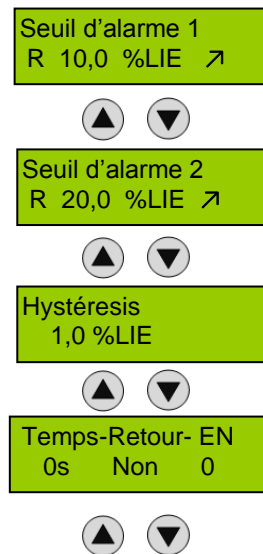 Seuil d'alarme 1
R 10,0 %LIE ↗
Seuil d'alarme 2
R 20,0 %LIE ↗
Hystéresis
1,0 %LIE
Temps-Retour- EN
0s Non 0